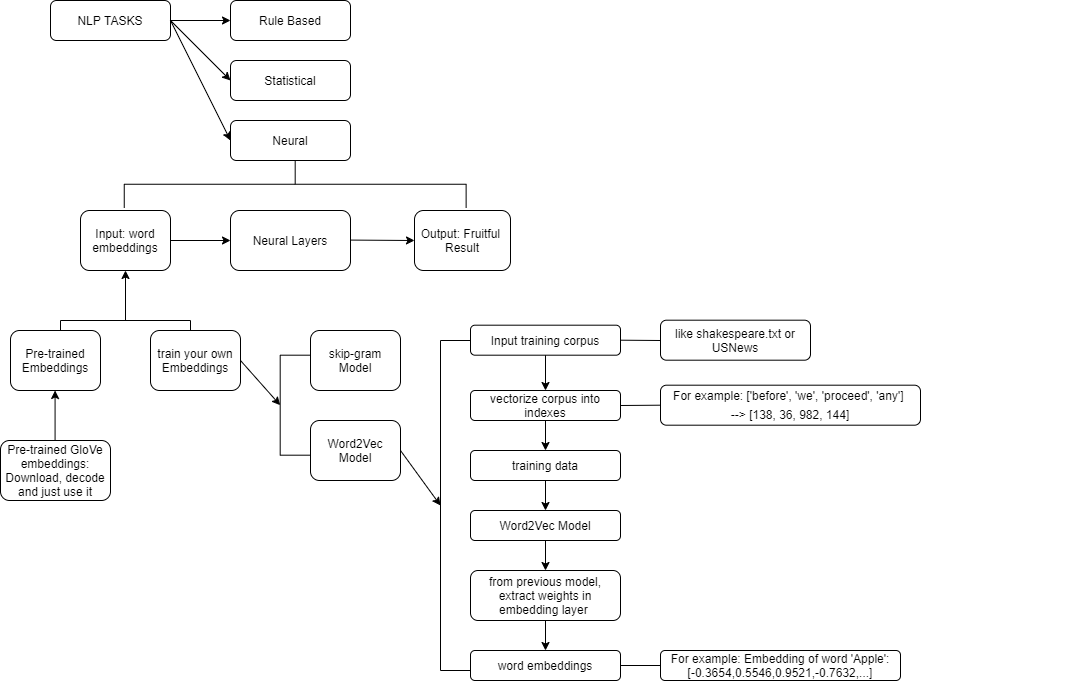 NLP TASKS
Rule Based
Statistical
Neural
Input: word
embeddings
Neural Layers
Output: Fruitful
Result
Pre-trained
Embeddings
train your own
Embeddings
skip-gram
Model
Word2Vec
Model
Pre-trained GloVe
embeddings:
Download, decode
and just use it
Input training corpus
like shakespeare.txt or
USNews
vectorize corpus into
indexes
For example: ['before', 'we', 'proceed', 'any']
--> [138, 36, 982, 144]
training data
Word2Vec Model
from previous model,
extract weights in
embedding layer
word embeddings
For example: Embedding of word 'Apple':
[-0.3654,0.5546,0.9521,-0.7632,...]